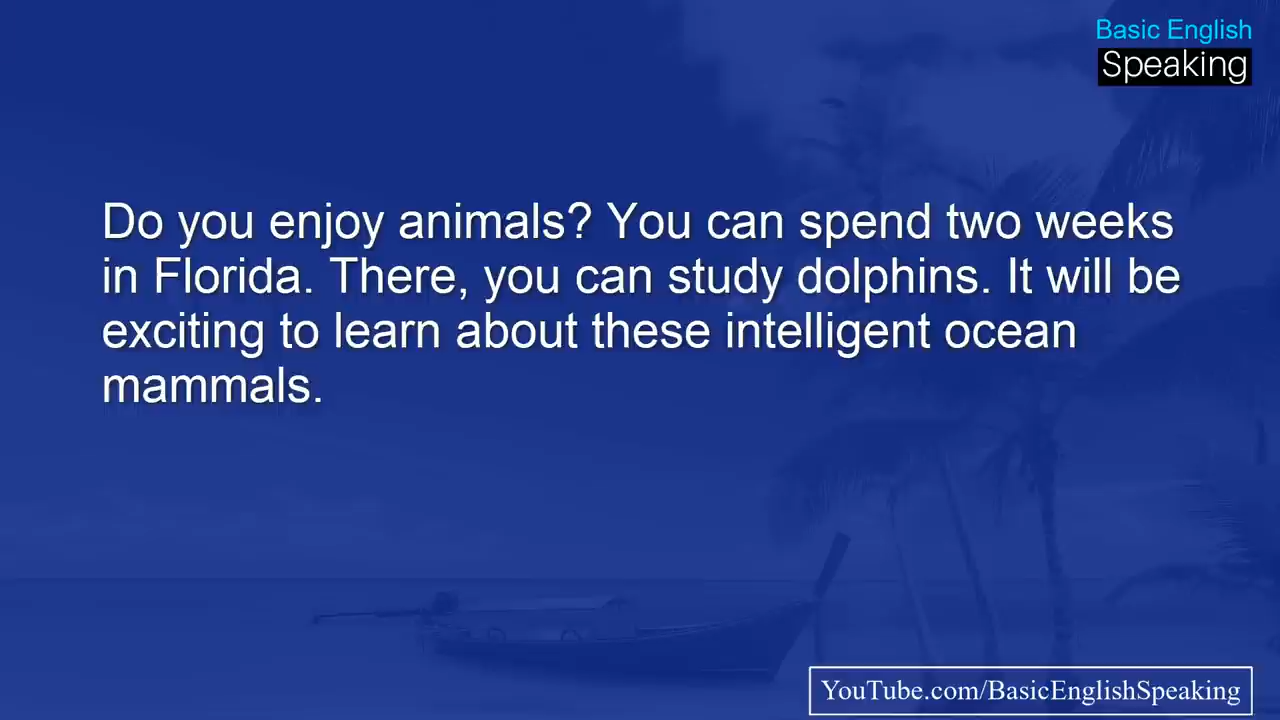 Basic English
Speaking
Do you enjoy animals? You can spend two weeks
in Florida. There, you can study dolphins. It will be
exciting to learn about these intelligent ocean
mammals.
YouTube.com/BasicEnglishSpeaking